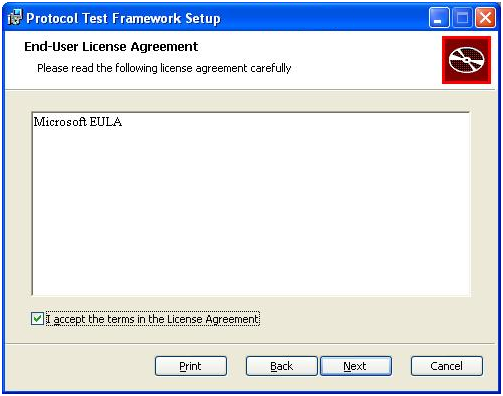 Protocol Test Framework Setup
End-User License Agreement
Please read the following license agreement carefully
Microsoft EULA
I accept the terms in the License Agreement
Print Back Next Cancel